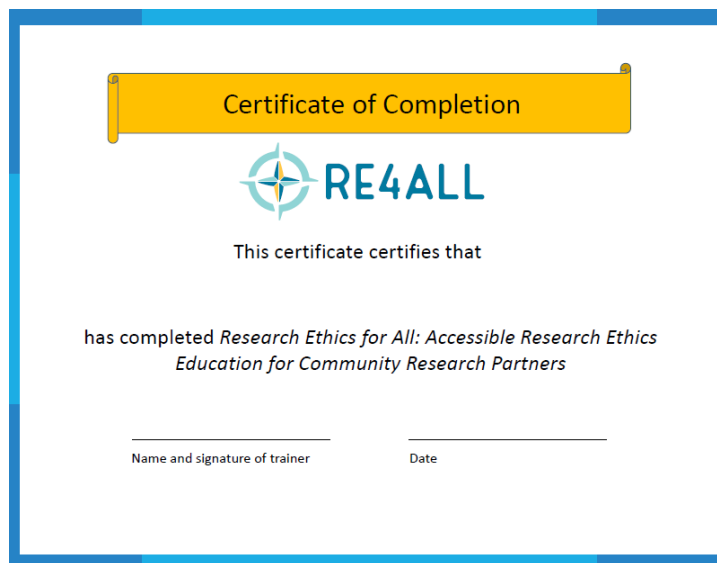 Certificate of Completion
RE4ALL
This certificate certifies that
has completed Research Ethics for All: Accessible Research Ethics
Education for Community Research Partners
Name and signature of trainer
Date